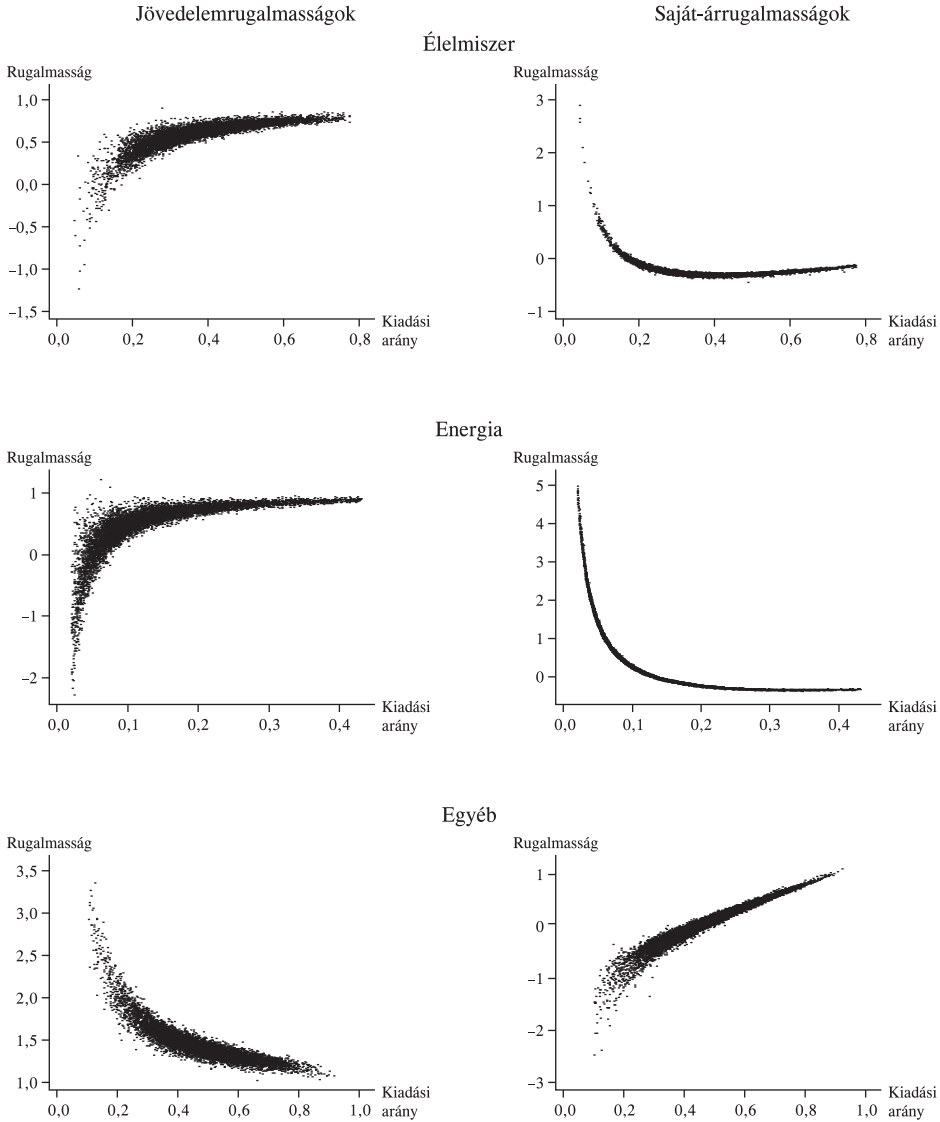 Jövedelemrugalmasságok
Saját-árrugalmasságok
Élelmiszer
Rugalmasság
1,0
0,5
0,0
–0,5
–1,0
–1,5
0,0 0,2 0,4 0,6 0,8
Kiadási
arány
Rugalmasság
3
2
1
0
–1
0,0 0,2 0,4 0,6 0,8
Kiadási
arány
Energia
Rugalmasság
1
0
–1
–2
0,0 0,1 0,2 0,3 0,4
Kiadási
arány
Rugalmasság
5
4
3
2
1
0
0,0 0,1 0,2 0,3 0,4
Kiadási
arány
Egyéb
Rugalmasság
3,5
3,0
2,5
2,0
1,5
1,0
0,0 0,2 0,4 0,6 0,8 1,0
Kiadási
arány
Rugalmasság
1
0
–1
–2
–3
0,0 0,2 0,4 0,6 0,8 1,0
Kiadási
arány